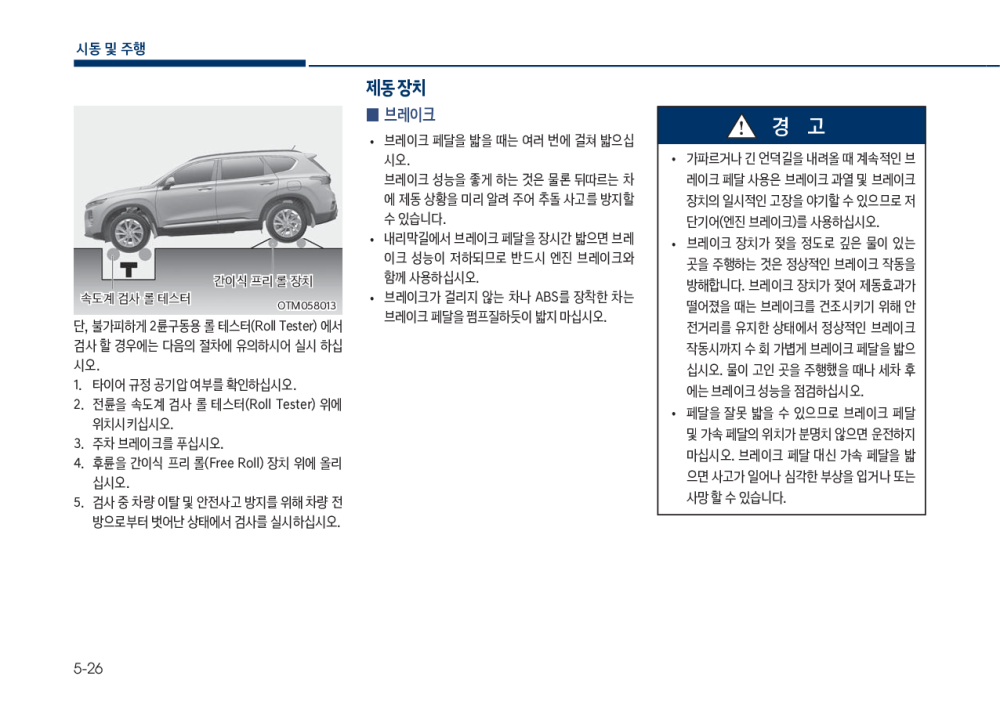 시동 및 주행
간이식 프리 롤 장치
속도계 검사 롤 테스터
OTM058013
단, 불가피하게 2륜구동용 롤 테스터(Roll Tester) 에서
검사 할 경우에는 다음의 절차에 유의하시어 실시 하십
시오.
1. 타이어 규정 공기압 여부를 확인하십시오.
2. 전륜을 속도계 검사 롤 테스터(Roll Tester) 위에
위치시키십시오.
3. 주차 브레이크를 푸십시오.
4. 후륜을 간이식 프리 롤(Free Roll) 장치 위에 올리
십시오.
5. 검사 중 차량 이탈 및 안전사고 방지를 위해 차량 전
방으로부터 벗어난 상태에서 검사를 실시하십시오.
제동 장치
■ 브레이크
• 브레이크 페달을 밟을 때는 여러 번에 걸쳐 밟으십
시오.
브레이크 성능을 좋게 하는 것은 물론 뒤따르는 차
에 제동 상황을 미리 알려 주어 추돌 사고를 방지할
수 있습니다.
• 내리막길에서 브레이크 페달을 장시간 밟으면 브레
이크 성능이 저하되므로 반드시 엔진 브레이크와
함께 사용하십시오.
• 브레이크가 걸리지 않는 차나 ABS를 장착한 차는
브레이크 페달을 펌프질하듯이 밟지 마십시오.
경 고
• 가파르거나 긴 언덕길을 내려올 때 계속적인 브
레이크 페달 사용은 브레이크 과열 및 브레이크
장치의 일시적인 고장을 야기할 수 있으므로 저
단기어(엔진 브레이크)를 사용하십시오.
• 브레이크 장치가 젖을 정도로 깊은 물이 있는
곳을 주행하는 것은 정상적인 브레이크 작동을
방해합니다. 브레이크 장치가 젖어 제동효과가
떨어졌을 때는 브레이크를 건조시키기 위해 안
전거리를 유지한 상태에서 정상적인 브레이크
작동시까지 수 회 가볍게 브레이크 페달을 밟으
십시오. 물이 고인 곳을 주행했을 때나 세차 후
에는 브레이크 성능을 점검하십시오.
• 페달을 잘못 밟을 수 있으므로 브레이크 페달
및 가속 페달의 위치가 분명치 않으면 운전하지
마십시오. 브레이크 페달 대신 가속 페달을 밟
으면 사고가 일어나 심각한 부상을 입거나 또는
사망 할 수 있습니다.
5-26